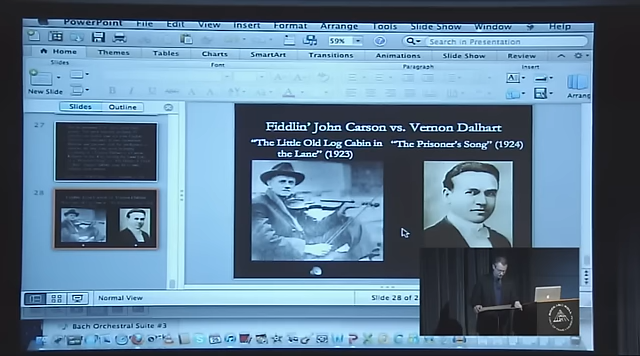 PowerPoint File Edit View Insert Format Arrange Tools Slide Show Window Help
59%
Search in Presentation
Home Themes Tables Charts SmartArt Transitions Animations Slide Show Review
Slides Font Paragraph Insert
New Slide
Arrang
Slides Outline
27
28
Fiddlin' John Carson vs. Vernon Dalhart
"The Little Old Log Cabin in the Lane" (1923)
"The Prisoner's Song" (1924)
Normal View
Slide 28 of 2
Bach Orchestral Suite #3